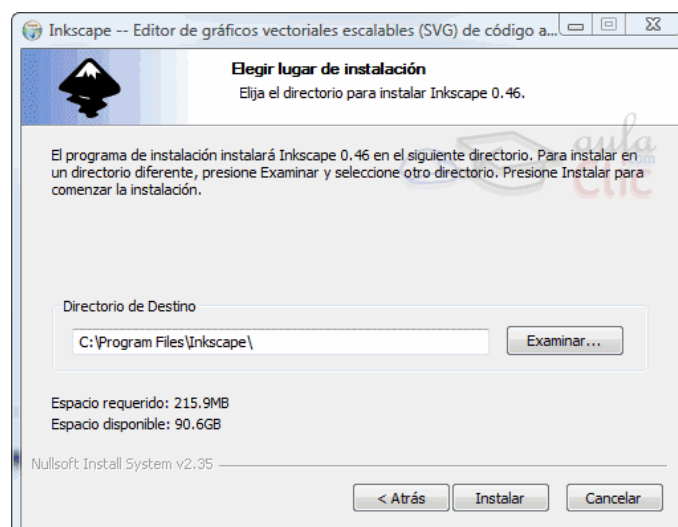 Inkscape -- Editor de gráficos vectoriales escalables (SVG) de código a...
Elegir lugar de instalación
Elija el directorio para instalar Inkscape 0.46.
aula
.com
Clic
El programa de instalación instalará Inkscape 0.46 en el siguiente directorio. Para instalar en
un directorio diferente, presione Examinar y seleccione otro directorio. Presione Instalar para
comenzar la instalación.
Directorio de Destino
C:\Program Files\Inkscape\
Examinar...
Espacio requerido: 215.9MB
Espacio disponible: 90.6GB
Nullsoft Install System v2.35
< Atrás
Instalar
Cancelar